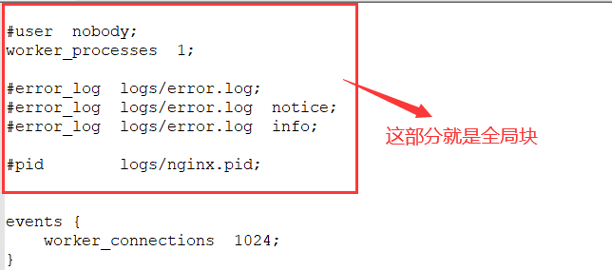 #user  nobody;
worker_processes  1;
#error_log  logs/error.log;
#error_log  logs/error.log  notice;
#error_log  logs/error.log  info;
这部分就是全局块
#pid        logs/nginx.pid;
events {
    worker_connections  1024;
}